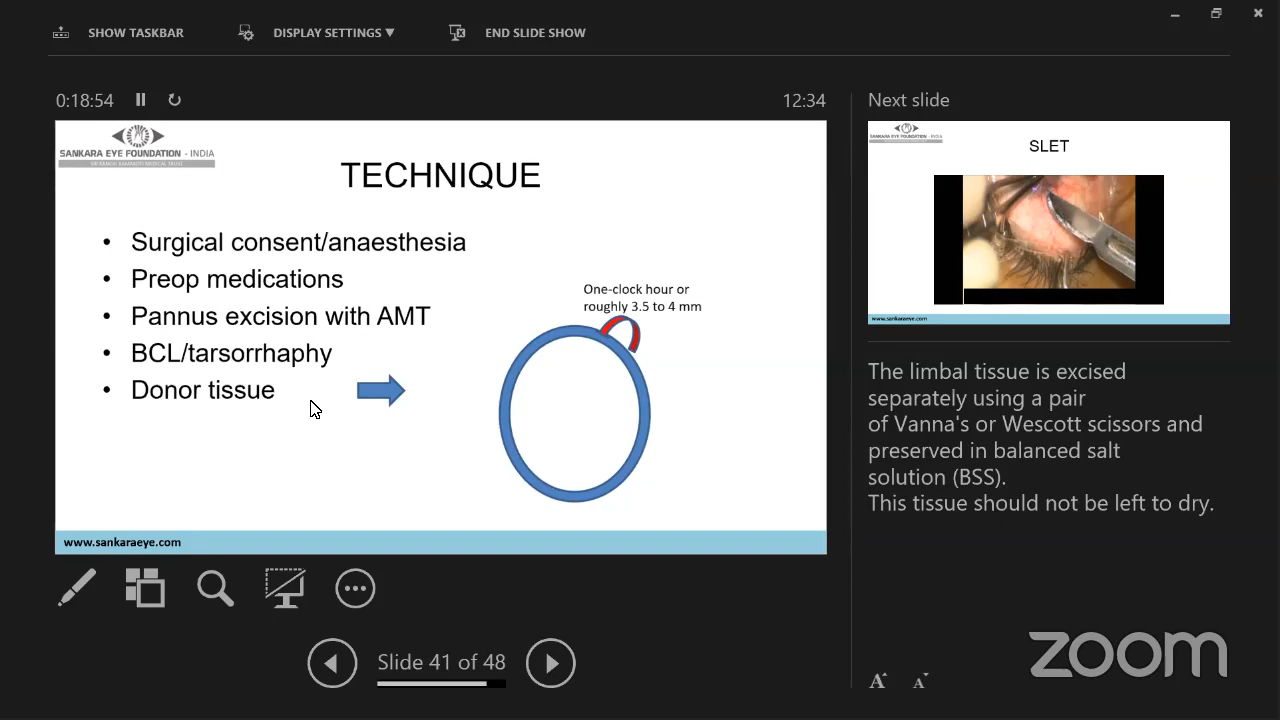 SHOW TASKBAR
DISPLAY SETTINGS ▼
END SLIDE SHOW
0:18:54
12:34
Next slide
SANKARA EYE FOUNDATION - INDIA
TECHNIQUE
• Surgical consent/anaesthesia
• Preop medications
• Pannus excision with AMT
• BCL/tarsorrhaphy
• Donor tissue
One-clock hour or
roughly 3.5 to 4 mm
www.sankaraeye.com
SANKARA EYE FOUNDATION - INDIA
SLET
www.sankaraeye.com
The limbal tissue is excised
separately using a pair
of Vanna's or Wescott scissors and
preserved in balanced salt
solution (BSS).
This tissue should not be left to dry.
Slide 41 of 48
A A
zoom